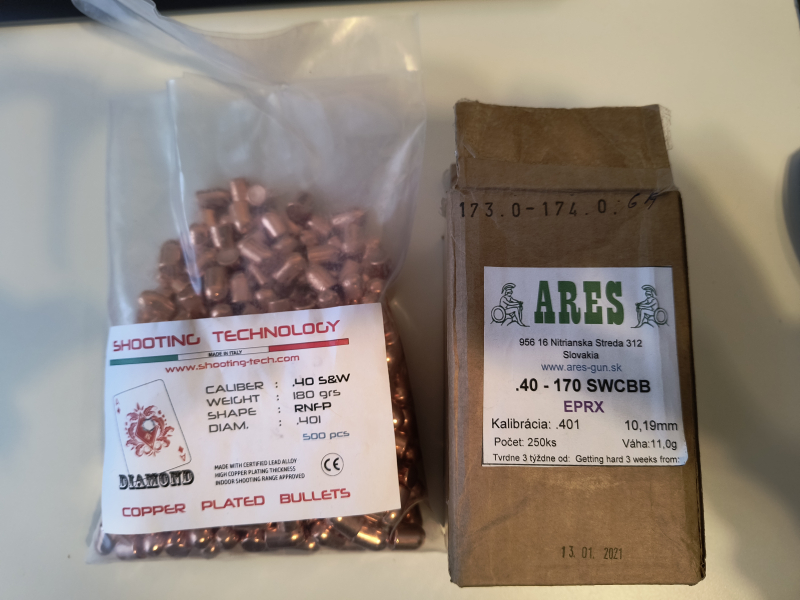 SHOOTING TECHNOLOGY
MADE IN ITALY
www.shooting-tech.com
CALIBER : .40 S&W
WEIGHT : 180 grs
SHAPE : RNFP
DIAM. : .401
500 pcs
DIAMOND
MADE WITH CERTIFIED LEAD ALLOY
HIGH COPPER PLATING THICKNESS
INDOOR SHOOTING RANGE APPROVED
CE
COPPER PLATED BULLETS
173.0-174.0.
ARES
956 16 Nitrianska Streda 312
Slovakia
www.ares-gun.sk
.40 - 170 SWCBB
EPRX
Kalibrácia: .401 10,19mm
Počet: 250ks Váha:11,0g
Tvrdne 3 týždne od: Getting hard 3 weeks from:
13. 01. 2021